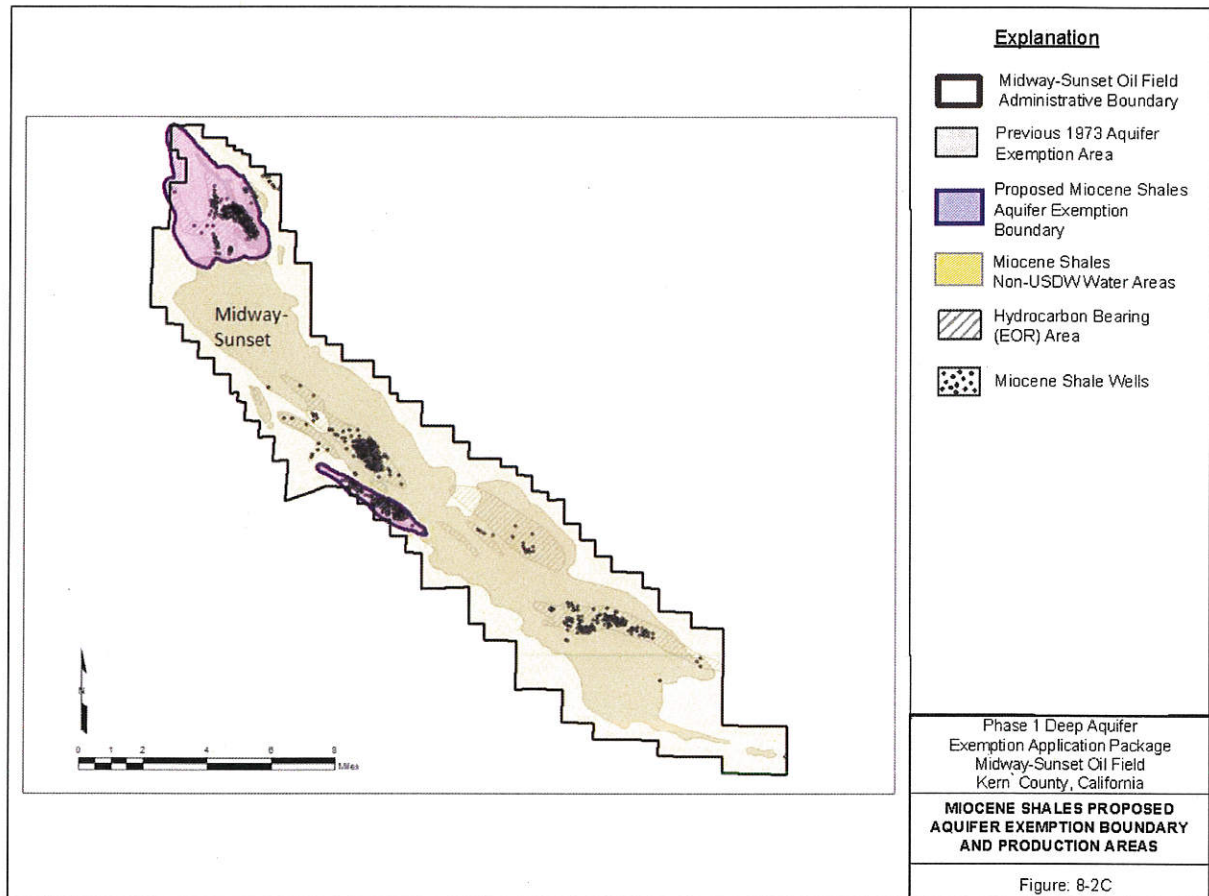 Explanation
Midway-Sunset Oil Field
Administrative Boundary
Previous 1973 Aquifer
Exemption Area
Proposed Miocene Shales
Aquifer Exemption
Boundary
Miocene Shales
Non-USDW Water Areas
Hydrocarbon Bearing
(EOR) Area
Miocene Shale Wells
Midway-
Sunset
N
0 1 2 4 6 8
Miles
Phase 1 Deep Aquifer
Exemption Application Package
Midway-Sunset Oil Field
Kern` County, California
MIOCENE SHALES PROPOSED
AQUIFER EXEMPTION BOUNDARY
AND PRODUCTION AREAS
Figure: 8-2C